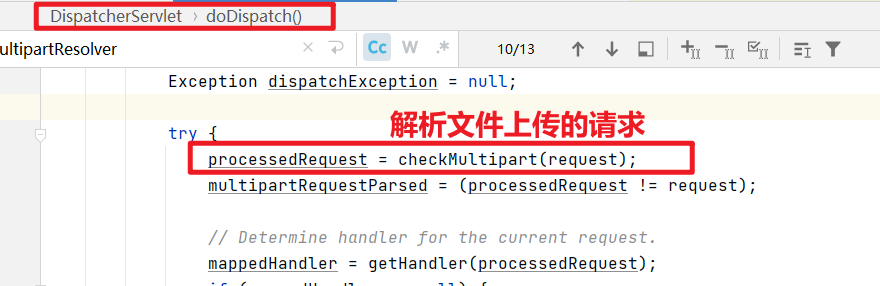 DispatcherServlet › doDispatch()
ultipartResolver × Cc W .* 10/13
Exception dispatchException = null;
解析文件上传的请求
try {
processedRequest = checkMultipart(request);
multipartRequestParsed = (processedRequest != request);
// Determine handler for the current request.
mappedHandler = getHandler(processedRequest);